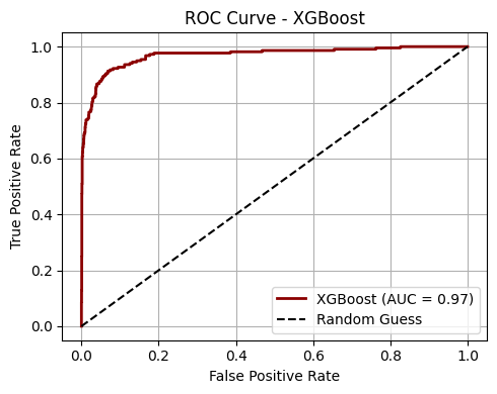 ROC Curve - XGBoost
True Positive Rate
1.0
0.8
0.6
0.4
0.2
0.0
XGBoost (AUC = 0.97)
Random Guess
0.0 0.2 0.4 0.6 0.8 1.0
False Positive Rate